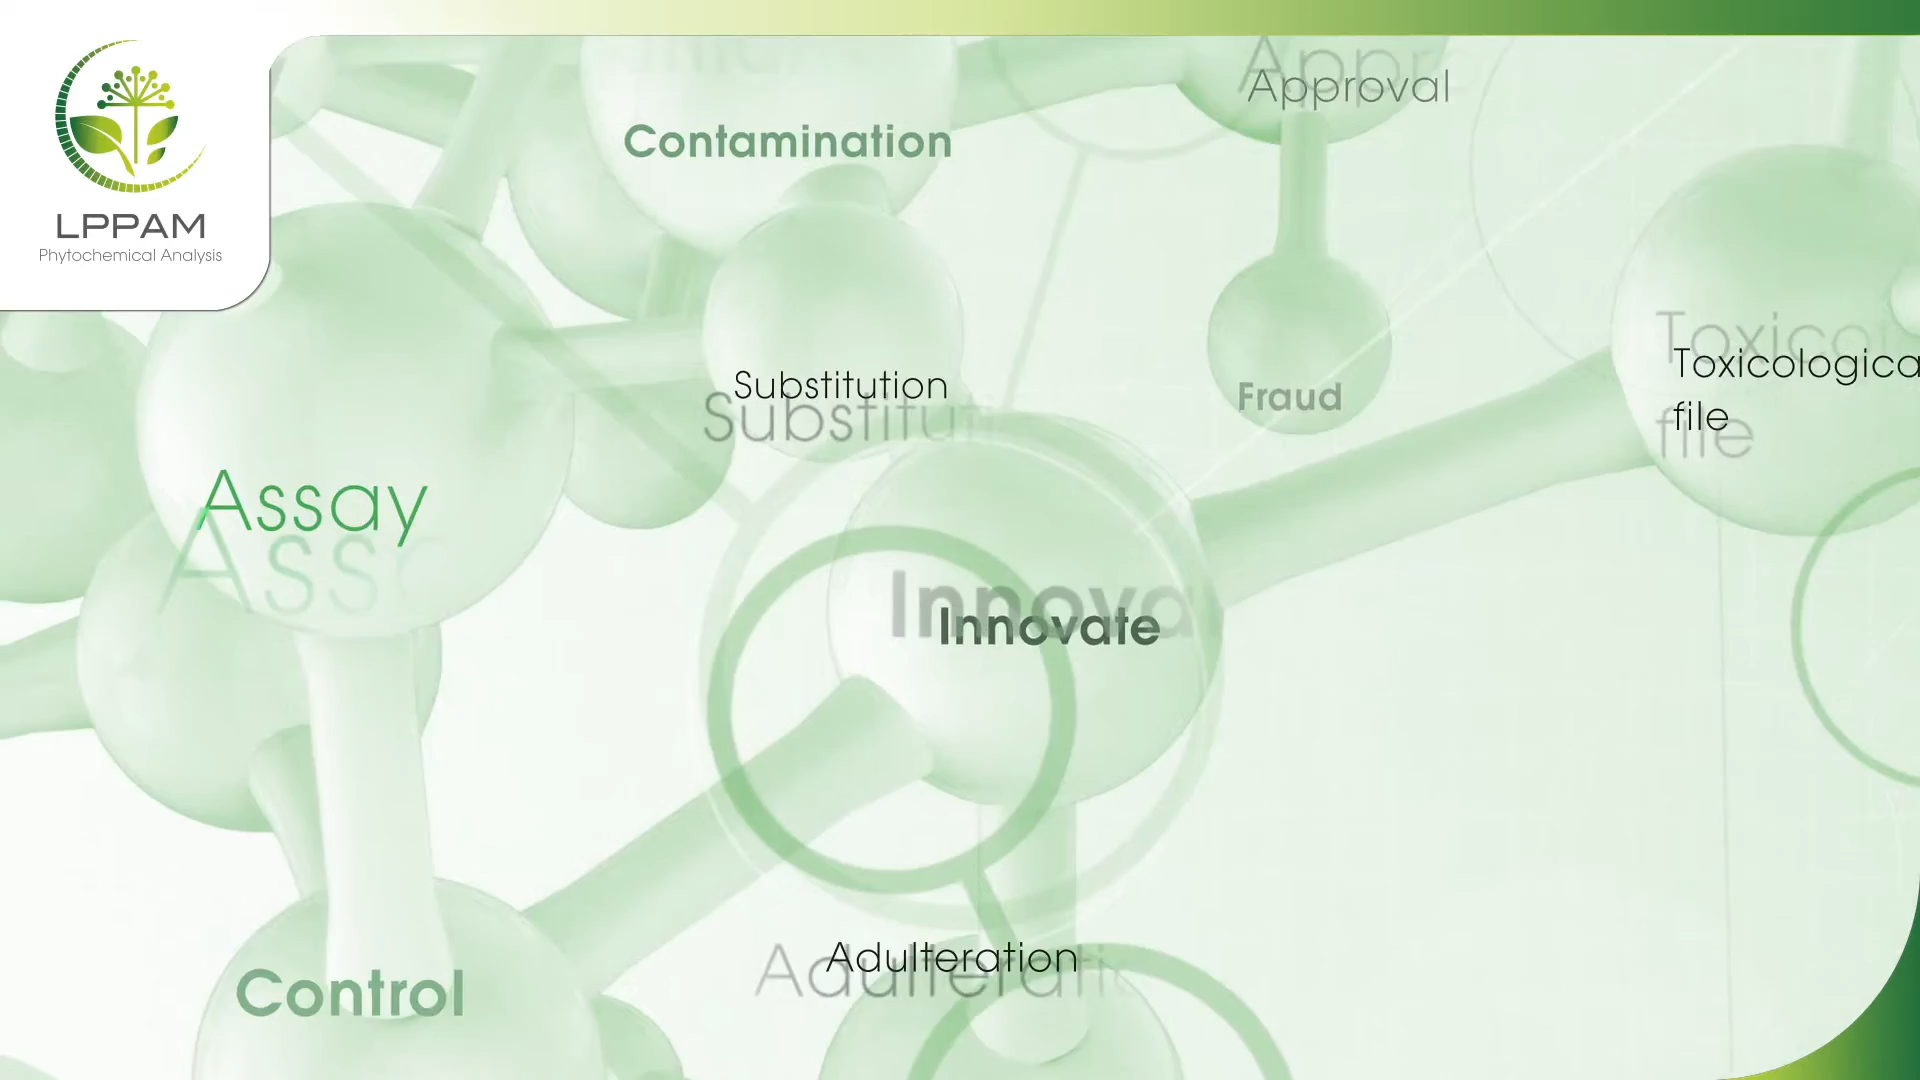 LPPAM
Phytochemical Analysis
Approval
Contamination
Substitution
Fraud
Toxicologica
file
Assay
Innovate
Adulteration
Control